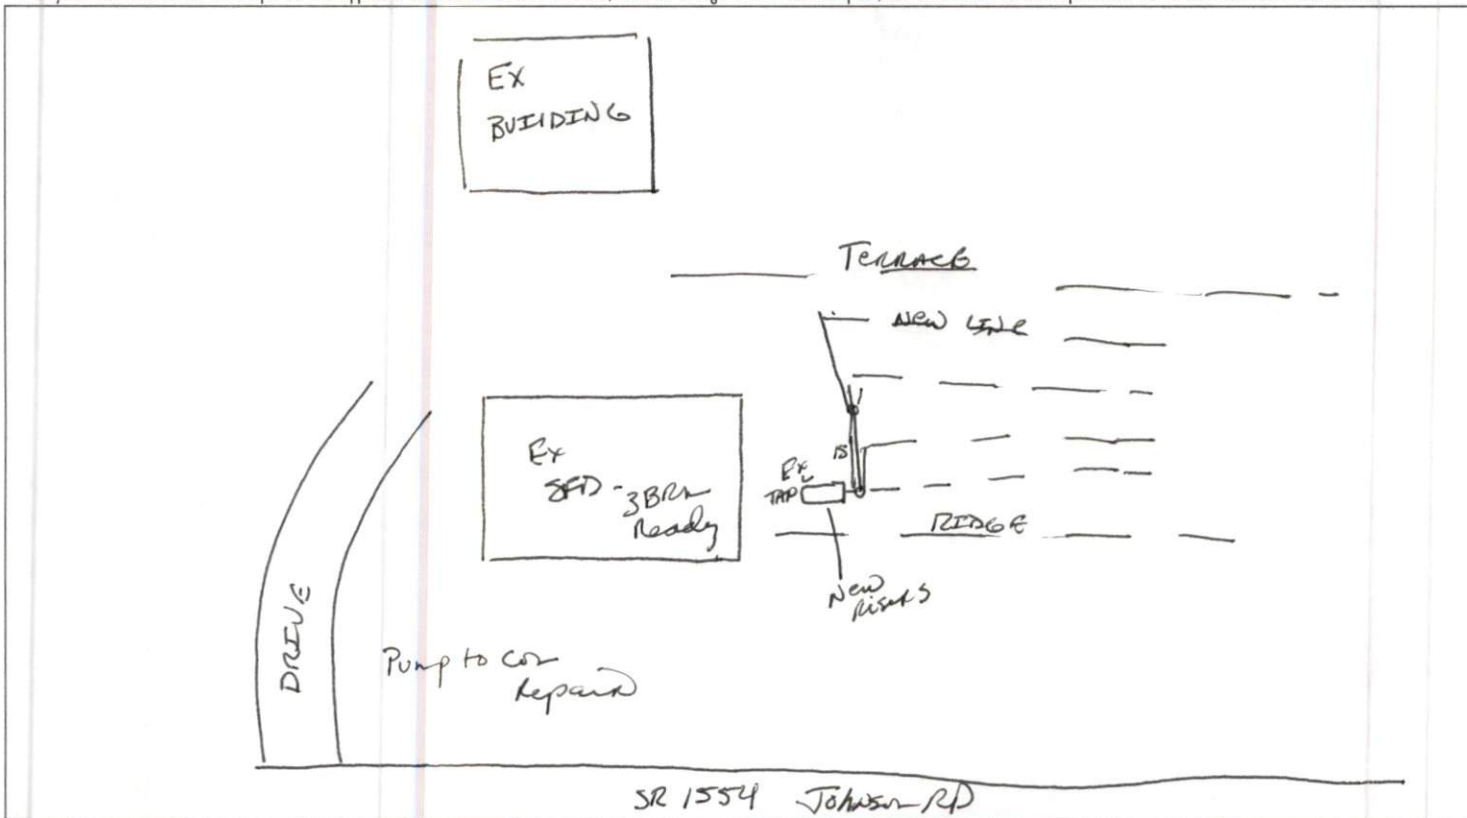 Ex
BUILDING
TERRACE
NEW LINE
Ex
SFD - 3BRM
Ready
15
Ex
TAP
RIDGE
New
Risers
DRIVE
Pump to con
Repair
SR 1554 Johnson RD